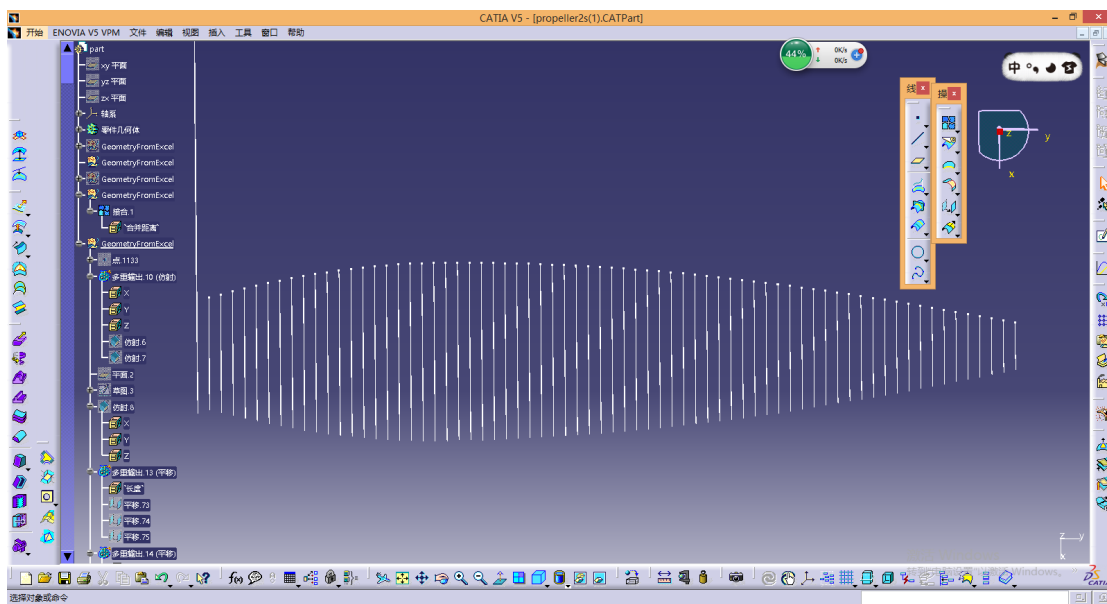 CATIA V5 - [propeller2s(1).CATPart]
开始 ENOVIA V5 VPM 文件 编辑 视图 插入 工具 窗口 帮助
part
xy 平面
yz 平面
zx 平面
轴系
零件几何体
GeometryFromExcel
GeometryFromExcel
GeometryFromExcel
GeometryFromExcel
接合.1
"合并距离"
GeometryFromExcel
点.1133
多重输出.10 (仿射)
X
Y
Z
仿射.6
仿射.7
平面.2
草图.3
仿射.8
X
Y
Z
多重输出.13 (平移)
"长度"
平移.73
平移.74
平移.75
多重输出.14 (平移)
44%
0K/s
0K/s
中
线
操
z
y
x
z
y
x
f(x)
Windows。
CATIA
选择对象或命令